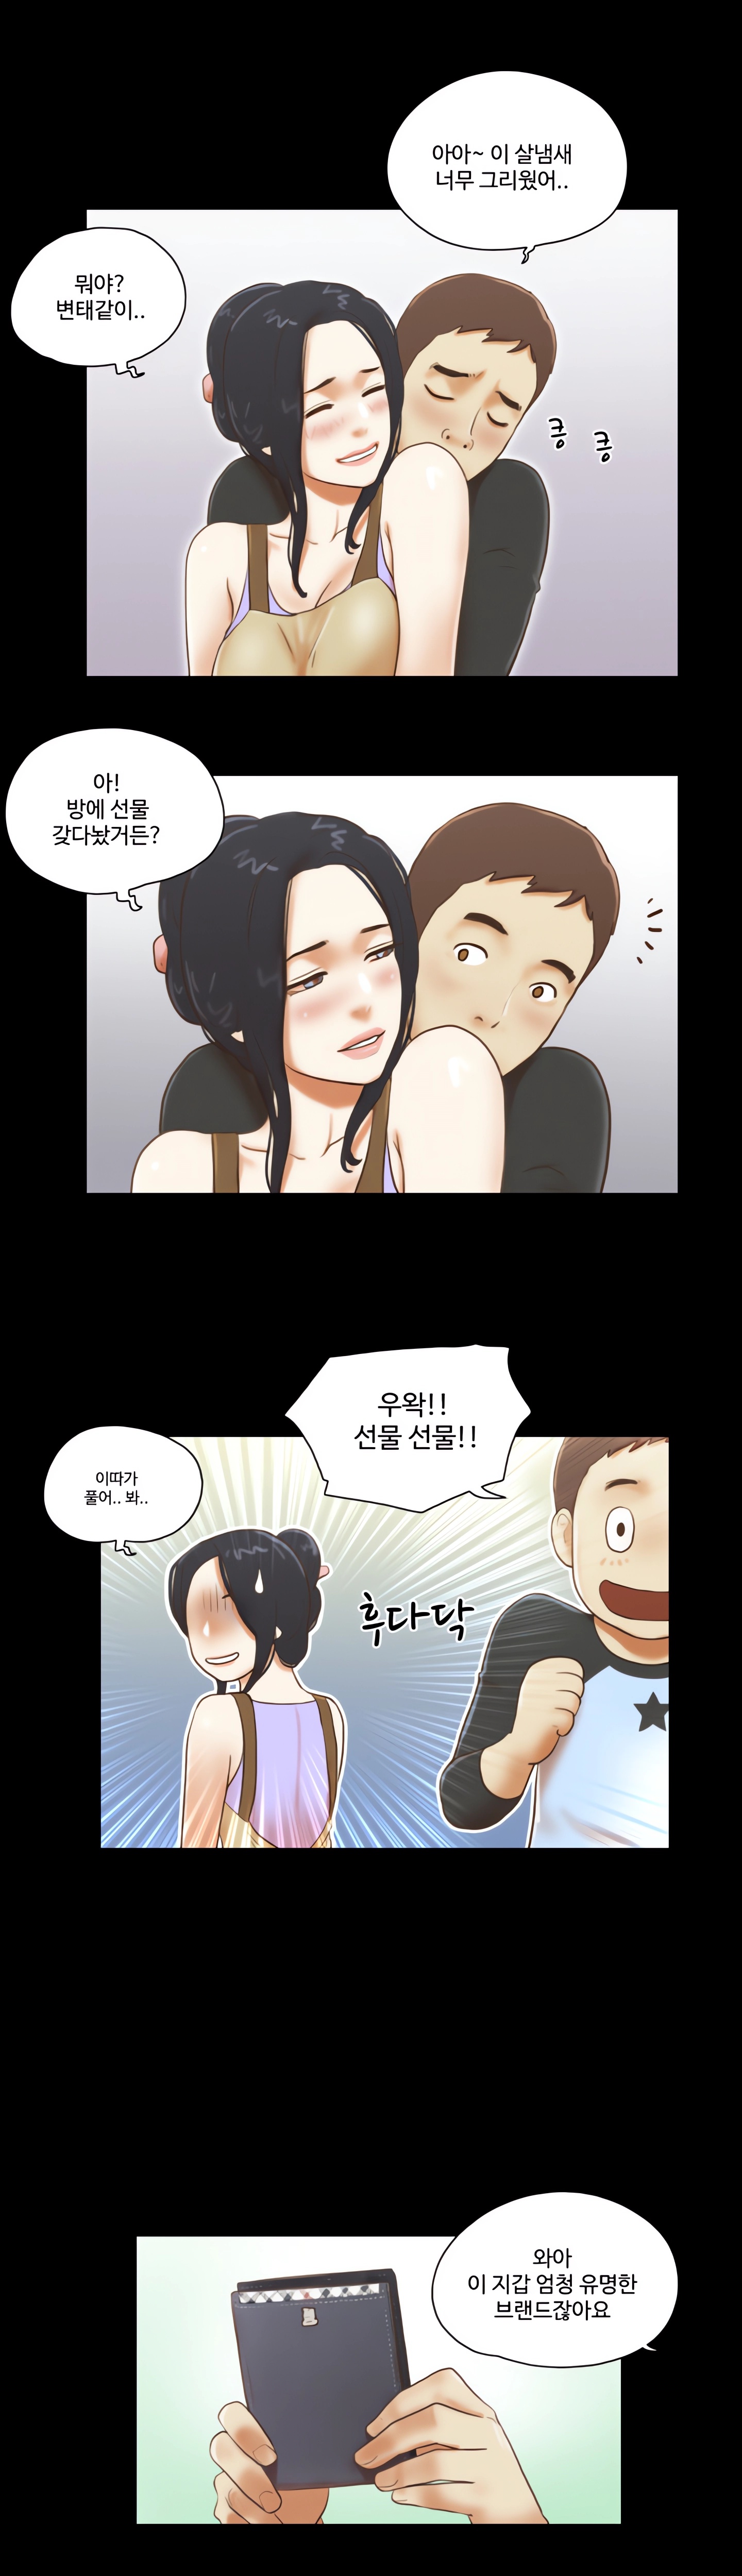 아아~ 이 살냄새
너무 그리웠어..
뭐야?
변태같이..
킁
킁
아!
방에 선물
갖다놨거든?
우왁!!
선물 선물!!
이따가
풀어.. 봐..
후다닥
와아
이 지갑 엄청 유명한
브랜드잖아요